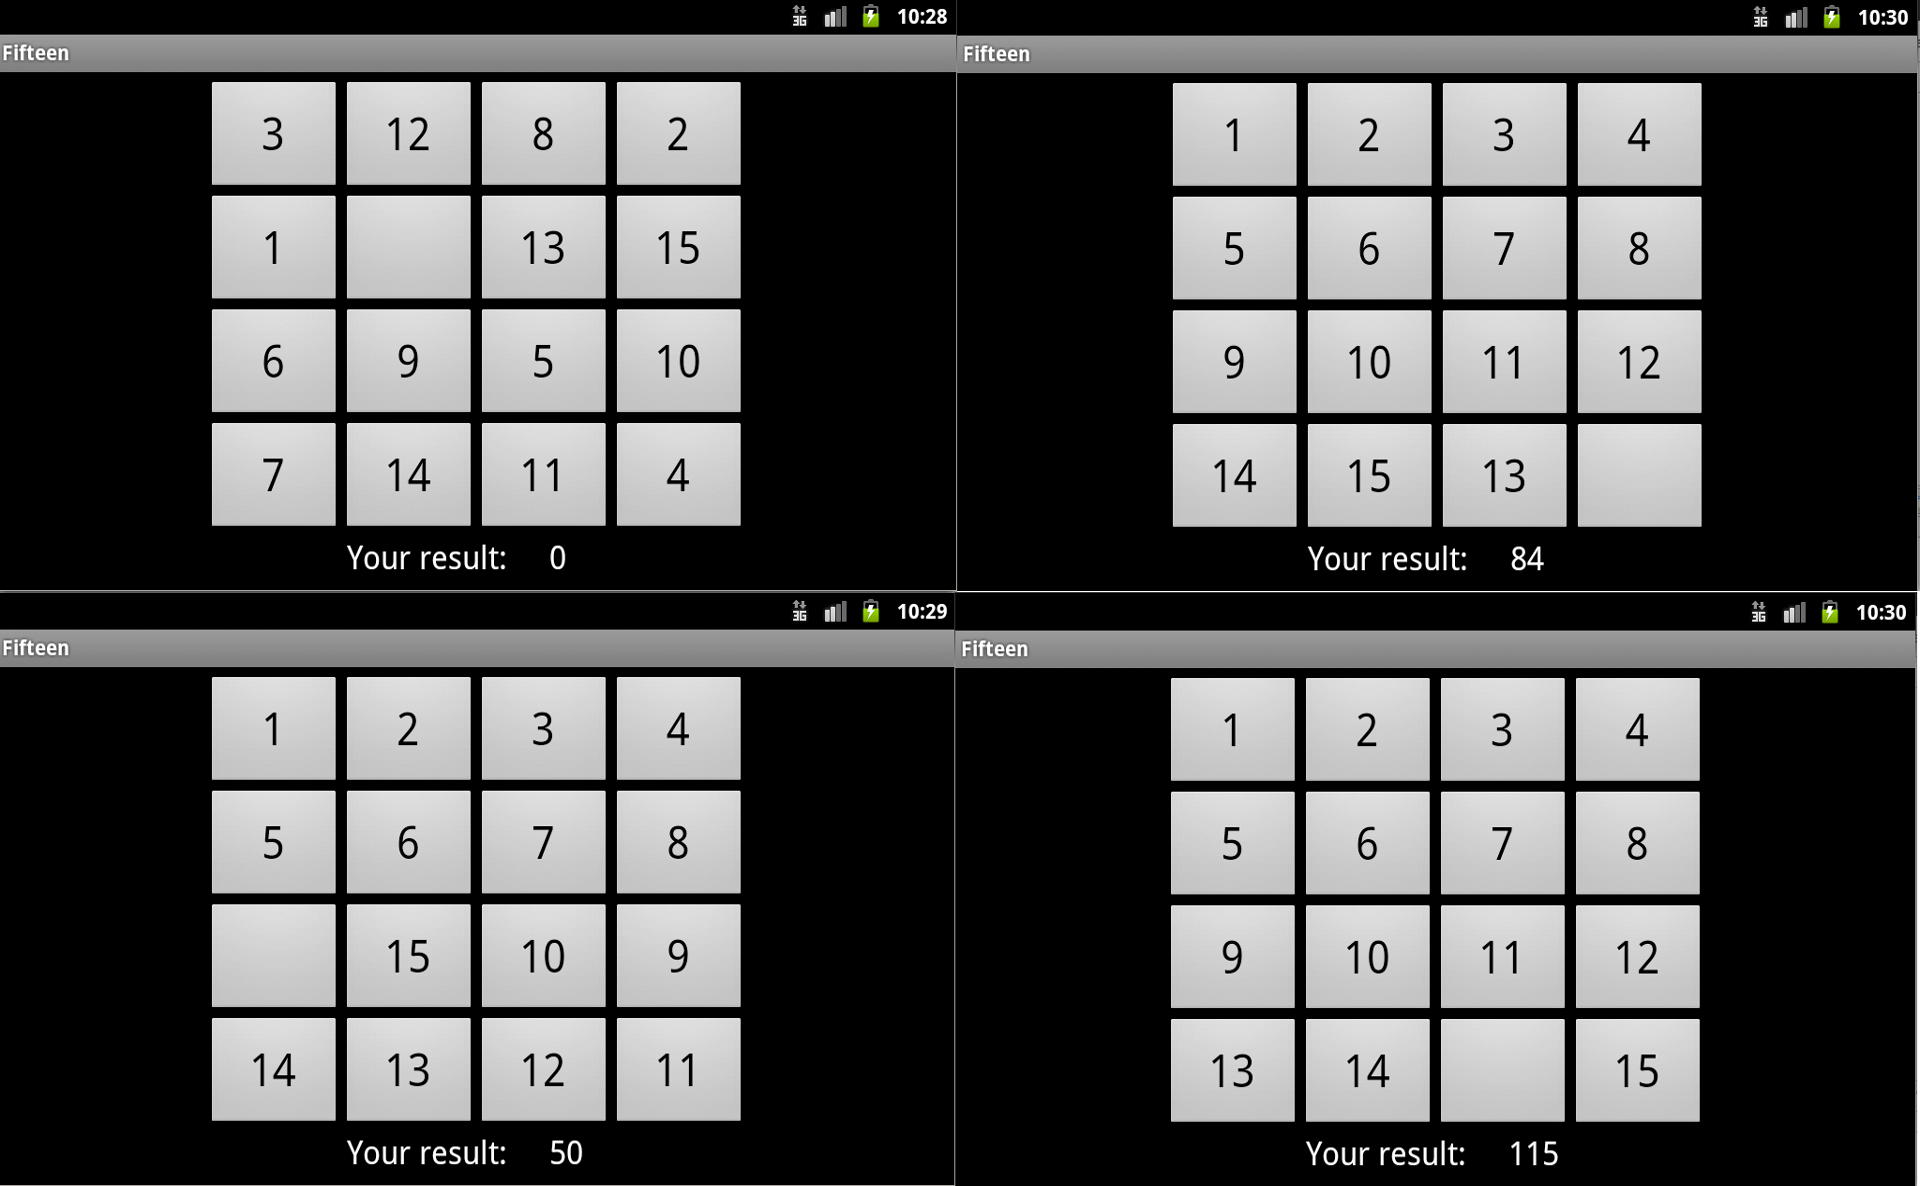 3G 10:28
Fifteen
3 12 8 2
1 13 15
6 9 5 10
7 14 11 4
Your result: 0
3G 10:30
Fifteen
1 2 3 4
5 6 7 8
9 10 11 12
14 15 13
Your result: 84
3G 10:29
Fifteen
1 2 3 4
5 6 7 8
15 10 9
14 13 12 11
Your result: 50
3G 10:30
Fifteen
1 2 3 4
5 6 7 8
9 10 11 12
13 14 15
Your result: 115